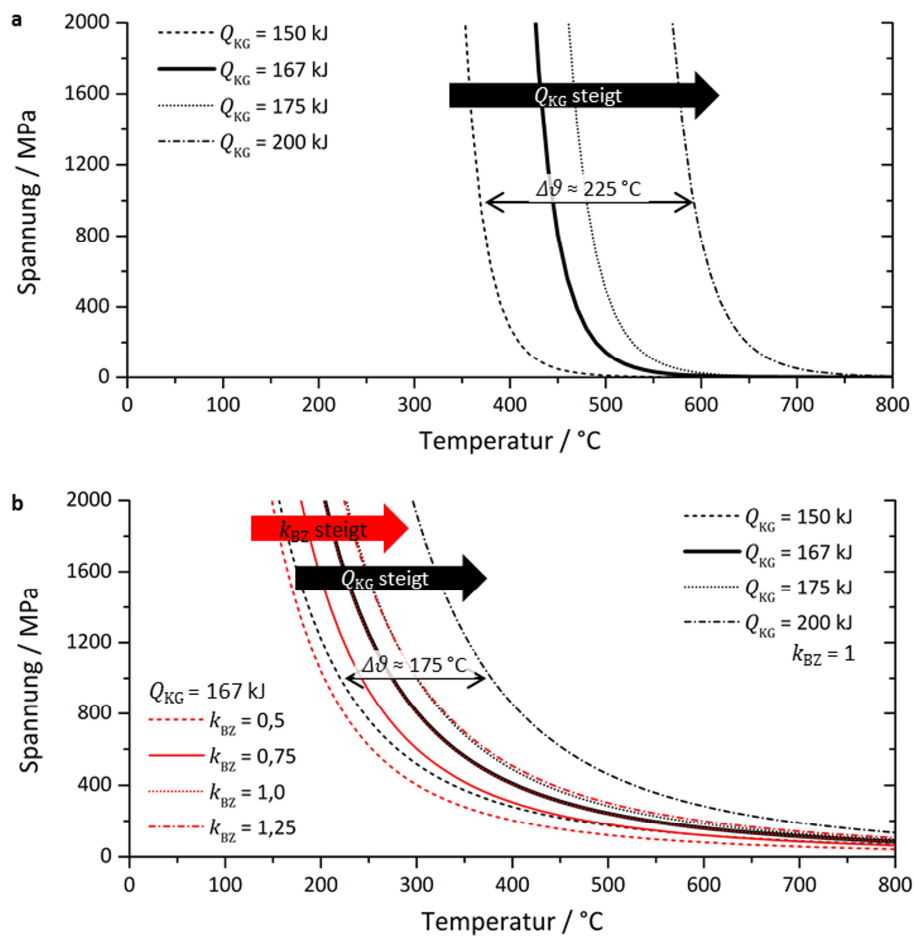 a
2000
1600
1200
800
400
0
Spannung / MPa
Q_KG = 150 kJ
Q_KG = 167 kJ
Q_KG = 175 kJ
Q_KG = 200 kJ
Q_KG steigt
Δϑ ≈ 225 °C
0 100 200 300 400 500 600 700 800
Temperatur / °C
b
2000
1600
1200
800
400
0
Spannung / MPa
k_BZ steigt
Q_KG steigt
Δϑ ≈ 175 °C
Q_KG = 150 kJ
Q_KG = 167 kJ
Q_KG = 175 kJ
Q_KG = 200 kJ
k_BZ = 1
Q_KG = 167 kJ
k_BZ = 0,5
k_BZ = 0,75
k_BZ = 1,0
k_BZ = 1,25
0 100 200 300 400 500 600 700 800
Temperatur / °C